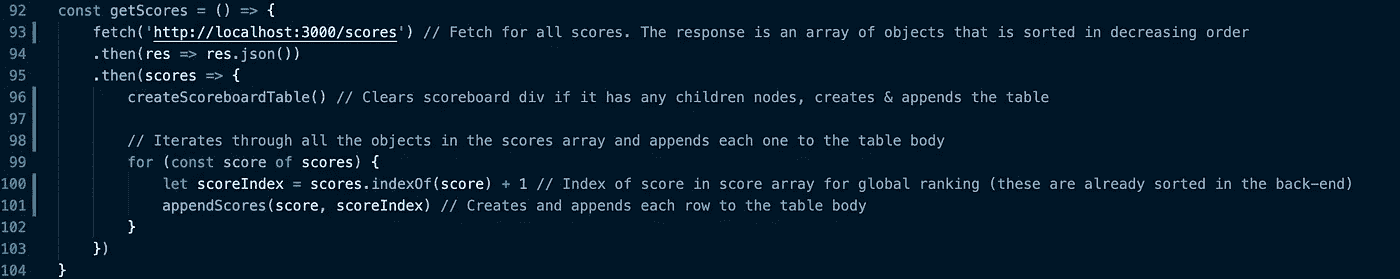 92 const getScores = () => {
93 fetch('http://localhost:3000/scores') // Fetch for all scores. The response is an array of objects that is sorted in decreasing order
94 .then(res => res.json())
95 .then(scores => {
96 createScoreboardTable() // Clears scoreboard div if it has any children nodes, creates & appends the table
97
98 // Iterates through all the objects in the scores array and appends each one to the table body
99 for (const score of scores) {
100 let scoreIndex = scores.indexOf(score) + 1 // Index of score in score array for global ranking (these are already sorted in the back-end)
101 appendScores(score, scoreIndex) // Creates and appends each row to the table body
102 }
103 })
104 }